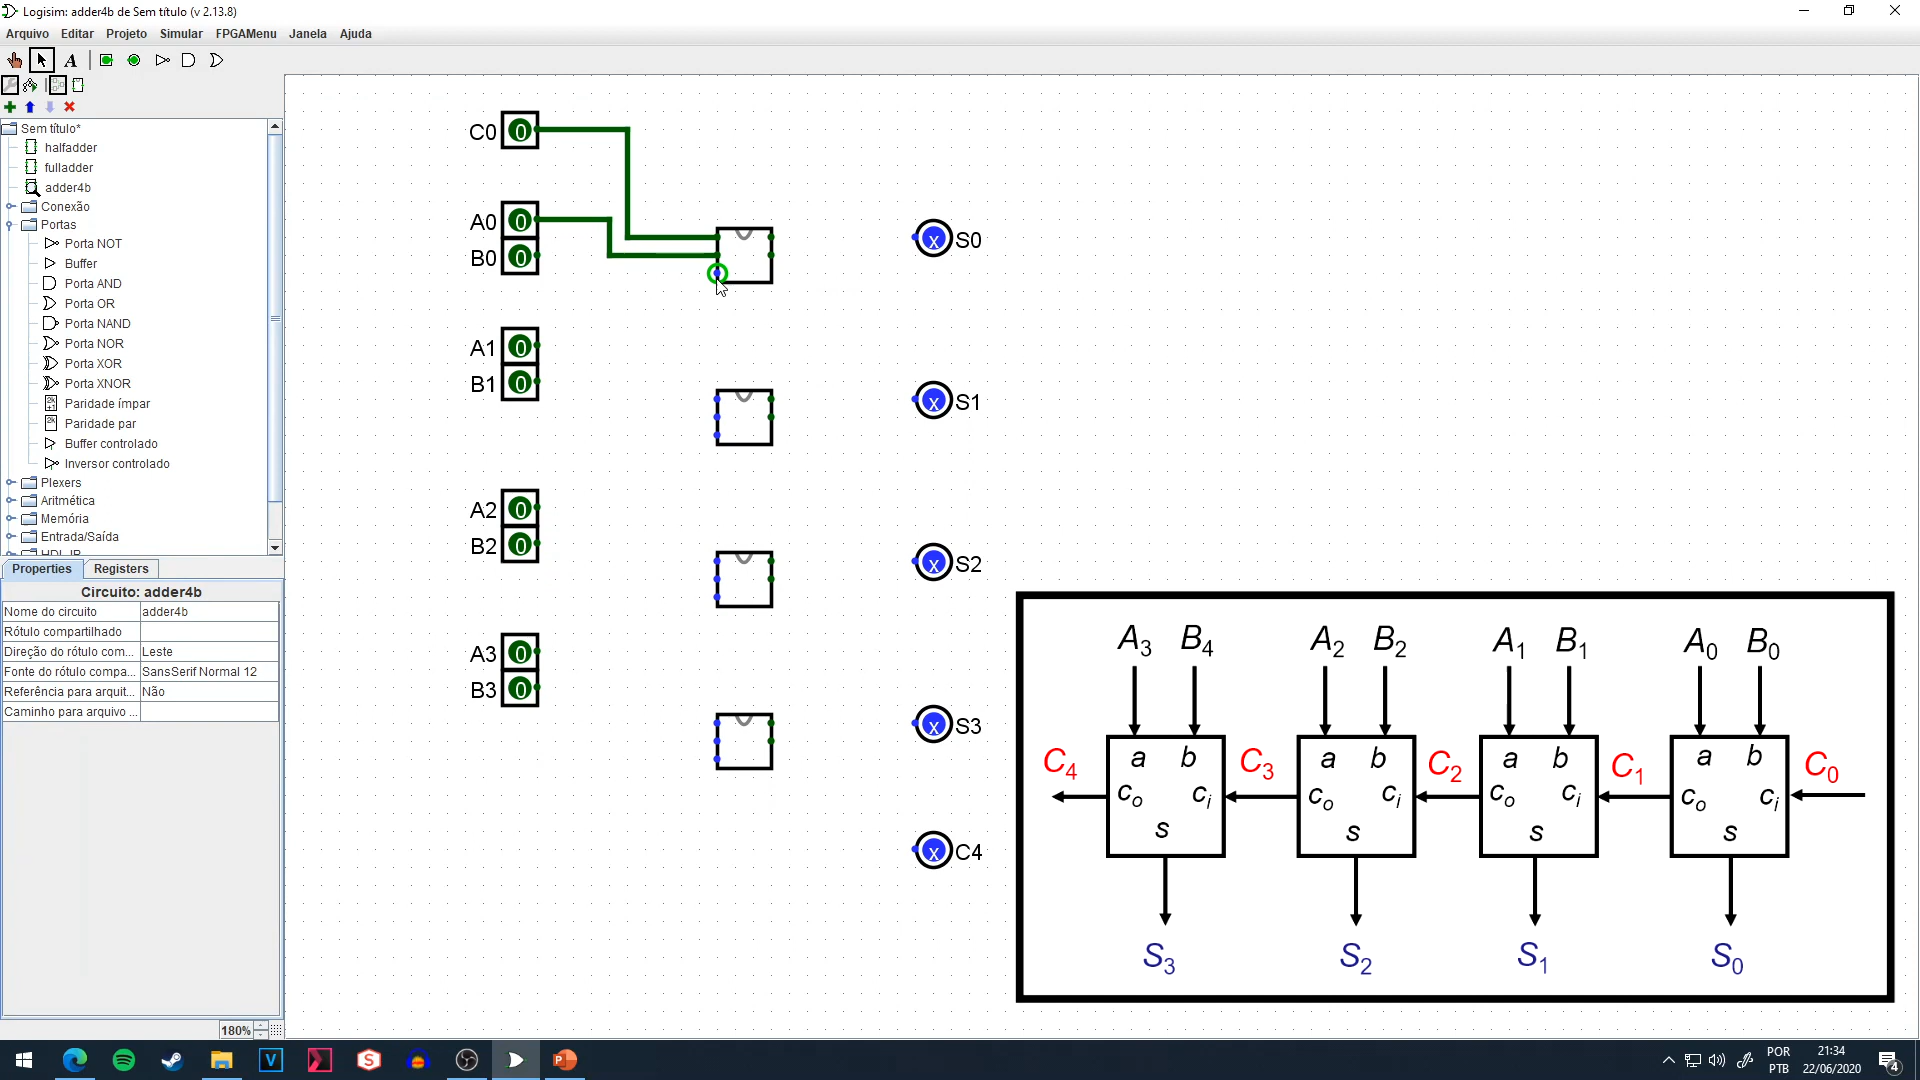 Logisim: adder4b de Sem título (v 2.13.8)
Arquivo Editar Projeto Simular FPGAMenu Janela Ajuda
A
Sem título*
halfadder
fulladder
adder4b
Conexão
Portas
Porta NOT
Buffer
Porta AND
Porta OR
Porta NAND
Porta NOR
Porta XOR
Porta XNOR
Paridade ímpar
Paridade par
Buffer controlado
Inversor controlado
Plexers
Aritmética
Memória
Entrada/Saída
Properties Registers
Circuito: adder4b
Nome do circuito adder4b
Rótulo compartilhado
Direção do rótulo com... Leste
Fonte do rótulo compa... SansSerif Normal 12
Referência para arquit... Não
Caminho para arquivo ...
180%
C0 0
A0 0
B0 0
A1 0
B1 0
A2 0
B2 0
A3 0
B3 0
x S0
x S1
x S2
x S3
x C4
A3 B4 A2 B2 A1 B1 A0 B0
a b a b a b a b
C4 C3 C2 C1 C0
co ci co ci co ci co ci
s s s s
S3 S2 S1 S0
POR
PTB
21:34
22/06/2020
4